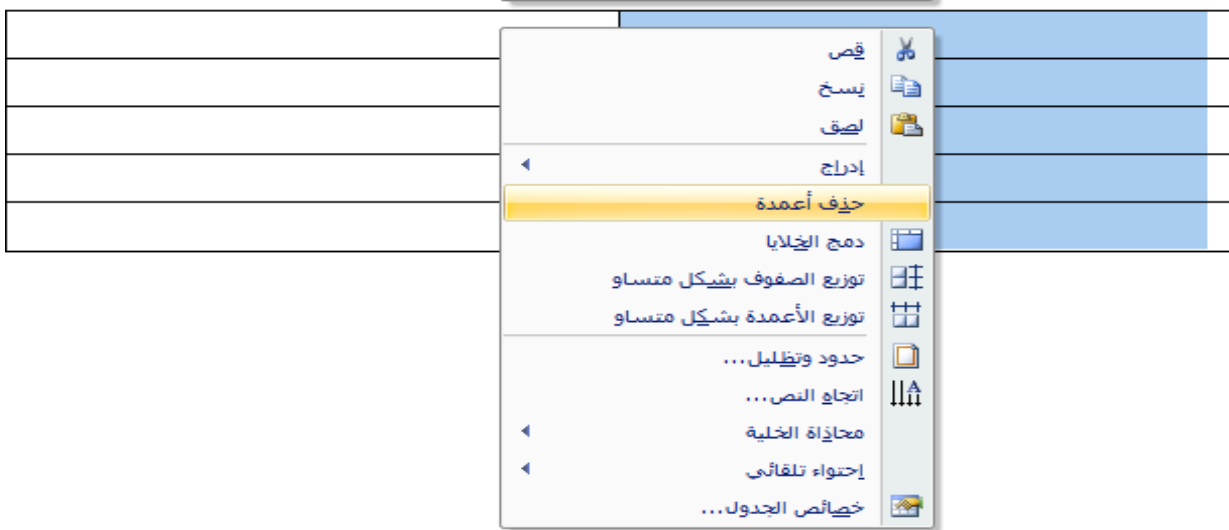 قص
نسخ
لصق
إدراج
حذف أعمدة
دمج الخلايا
توزيع الصفوف بشكل متساو
توزيع الأعمدة بشكل متساو
حدود وتظليل...
اتجاه النص...
محاذاة الخلية
إحتواء تلقائي
خصائص الجدول...